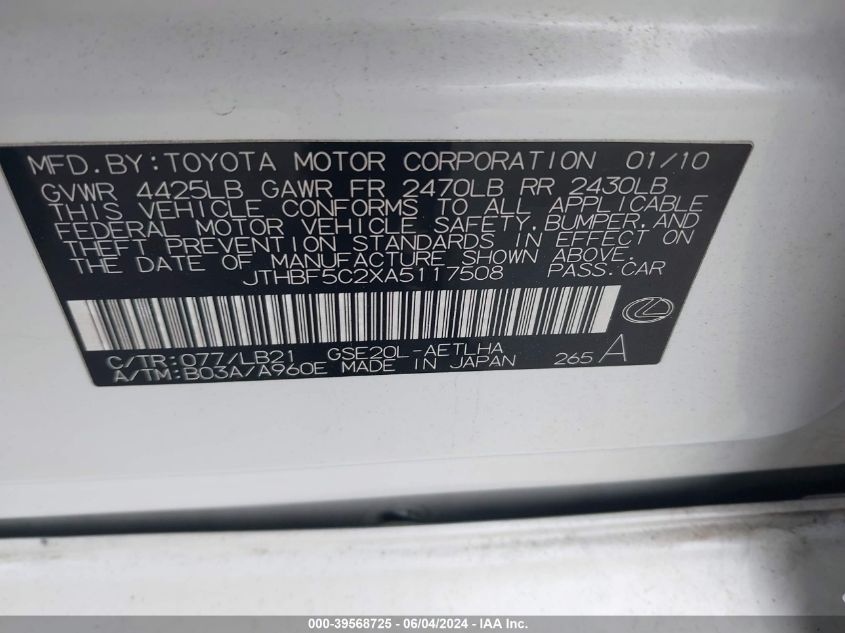 MFD.BY:TOYOTA MOTOR CORPORATION 01/10
GVWR 4425LB GAWR FR 2470LB RR 2430LB
THIS VEHICLE CONFORMS TO ALL APPLICABLE
FEDERAL MOTOR VEHICLE SAFETY,BUMPER,AND
THEFT PREVENTION STANDARDS IN EFFECT ON
THE DATE OF MANUFACTURE SHOWN ABOVE.
JTHBF5C2XA5117508 PASS.CAR
C/TR:077/LB21 GSE20L-AETLHA
A/TM:B03A/A960E MADE IN JAPAN 265 A
000-39568725 - 06/04/2024 - IAA Inc.